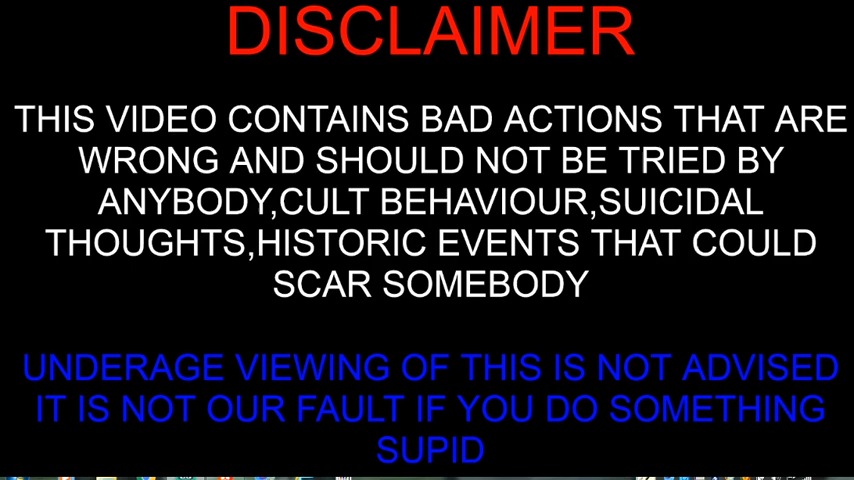 DISCLAIMER
THIS VIDEO CONTAINS BAD ACTIONS THAT ARE
WRONG AND SHOULD NOT BE TRIED BY
ANYBODY,CULT BEHAVIOUR,SUICIDAL
THOUGHTS,HISTORIC EVENTS THAT COULD
SCAR SOMEBODY
UNDERAGE VIEWING OF THIS IS NOT ADVISED
IT IS NOT OUR FAULT IF YOU DO SOMETHING
SUPID